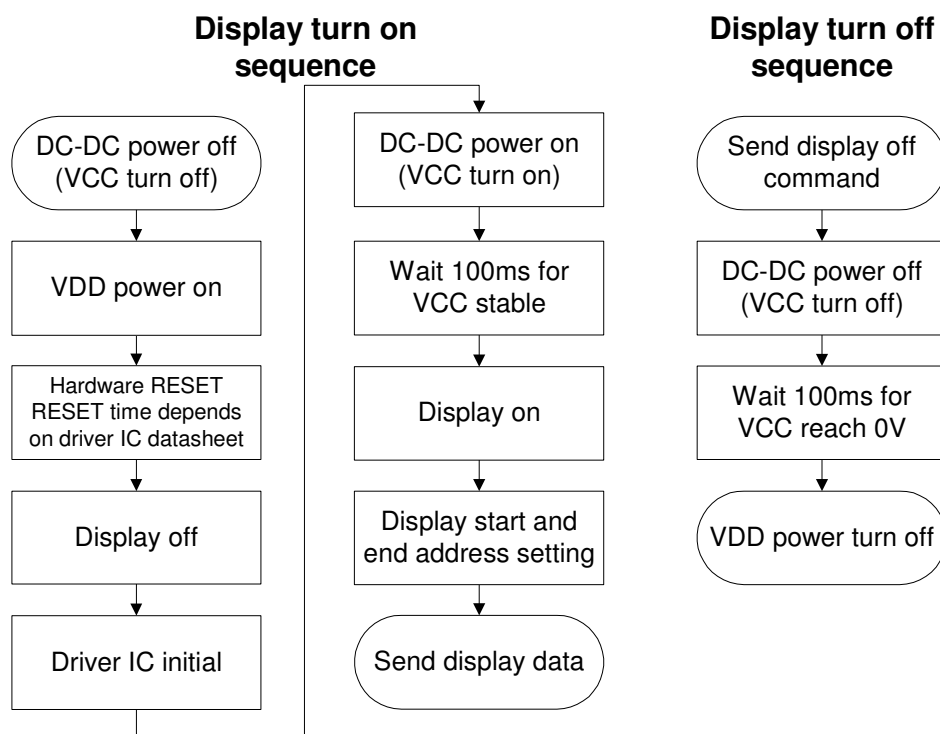 Display turn on
sequence
DC-DC power off
(VCC turn off)
VDD power on
Hardware RESET
RESET time depends
on driver IC datasheet
Display off
Driver IC initial
DC-DC power on
(VCC turn on)
Wait 100ms for
VCC stable
Display on
Display start and
end address setting
Send display data
Display turn off
sequence
Send display off
command
DC-DC power off
(VCC turn off)
Wait 100ms for
VCC reach 0V
VDD power turn off